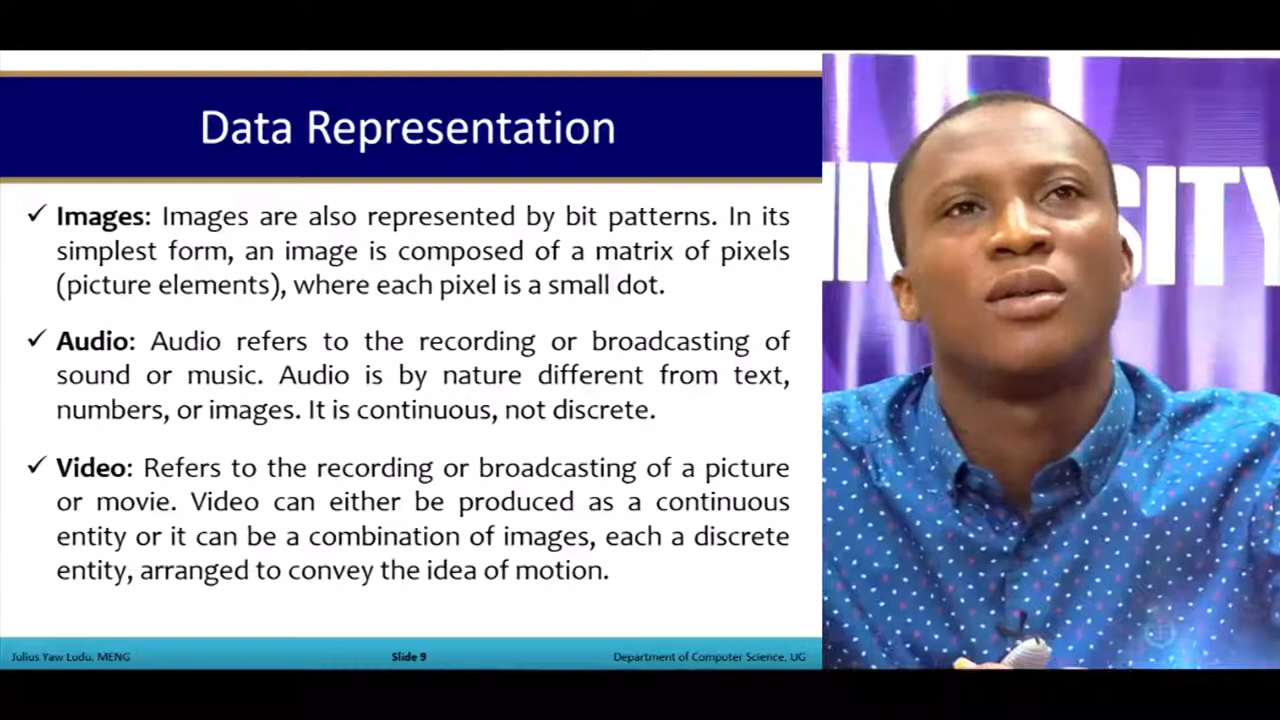 Data Representation
✓ Images: Images are also represented by bit patterns. In its
simplest form, an image is composed of a matrix of pixels
(picture elements), where each pixel is a small dot.
✓ Audio: Audio refers to the recording or broadcasting of
sound or music. Audio is by nature different from text,
numbers, or images. It is continuous, not discrete.
✓ Video: Refers to the recording or broadcasting of a picture
or movie. Video can either be produced as a continuous
entity or it can be a combination of images, each a discrete
entity, arranged to convey the idea of motion.
Julius Yaw Ludu, MENG
Slide 9
Department of Computer Science, UG